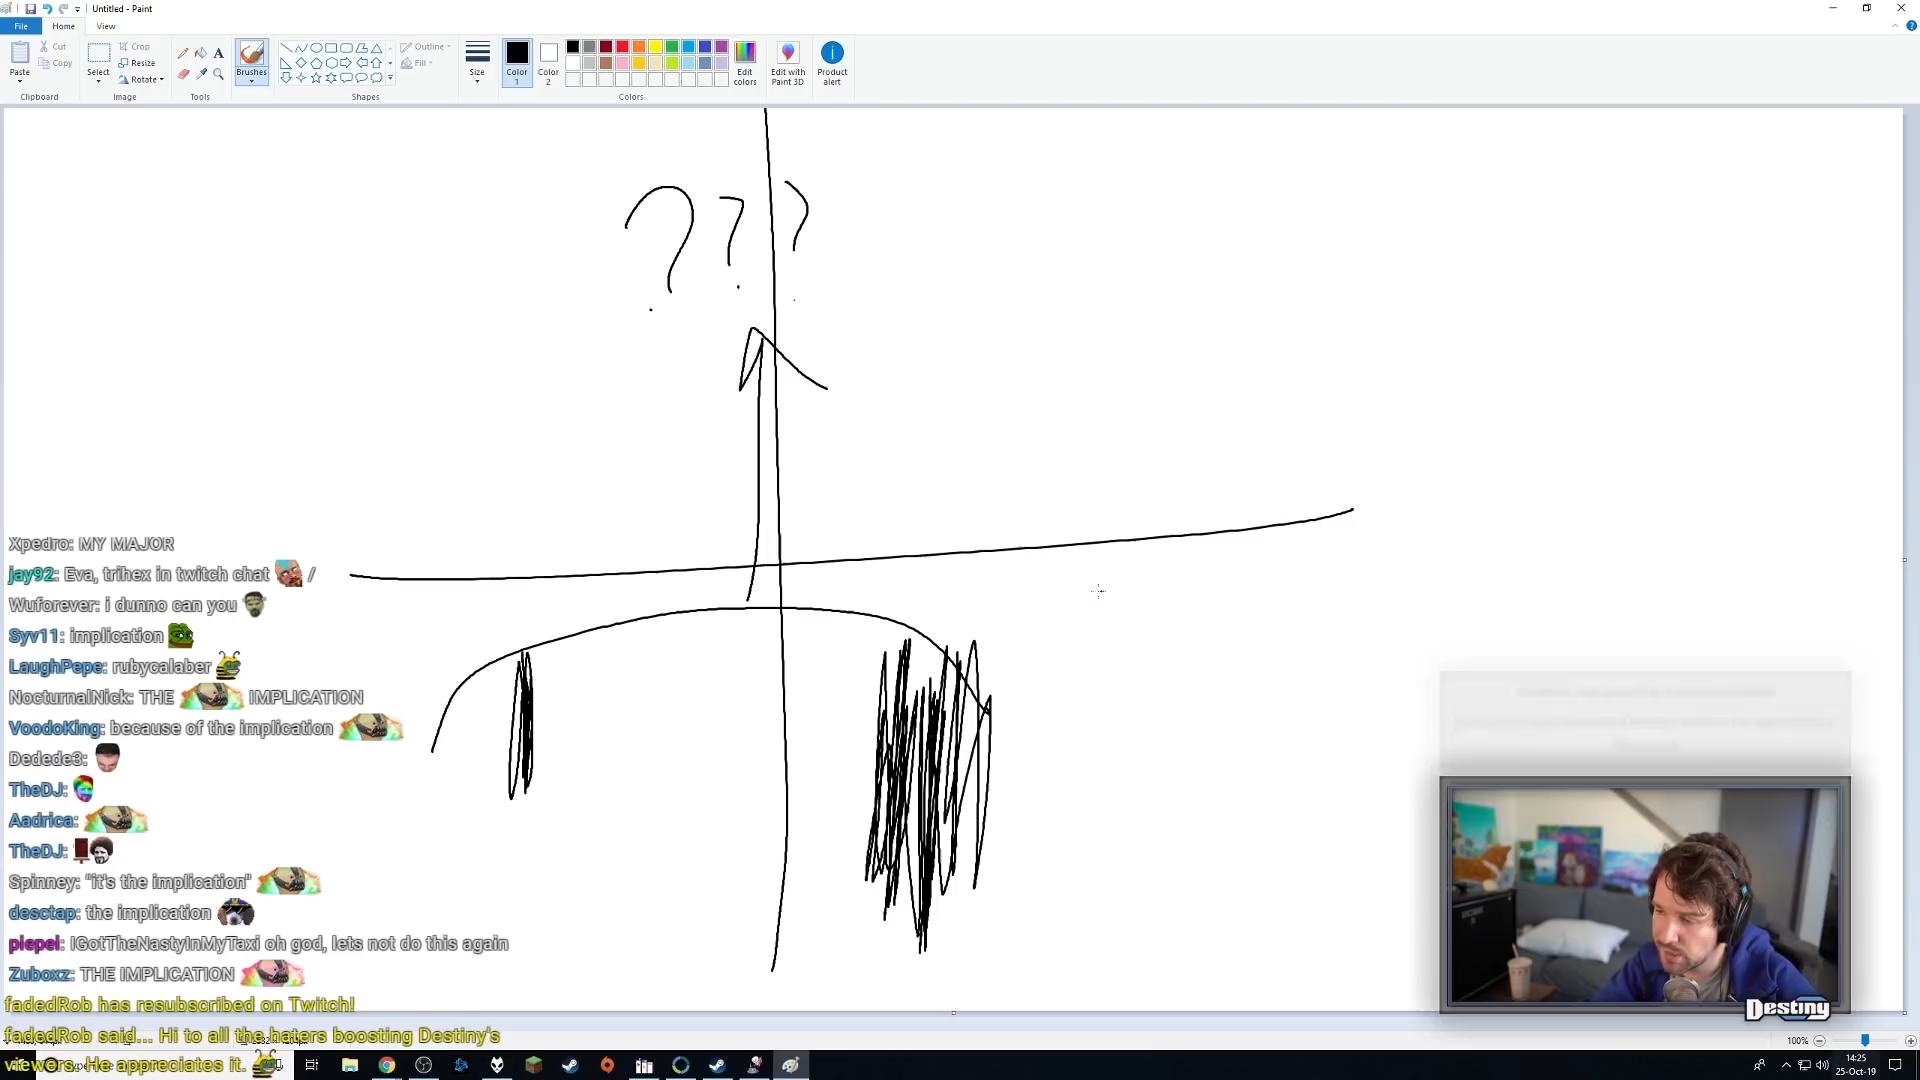 Untitled - Paint
File Home View
Paste
Cut
Copy
Clipboard
Select
Crop
Resize
Rotate
Image
Tools
Brushes
Outline
Fill
Shapes
Size
Color 1
Color 2
Edit colors
Colors
Edit with Paint 3D
Product alert
? ? ?
Xpedro: MY MAJOR
jay92: Eva, trihex in twitch chat /
Wuforever: i dunno can you
Syv11: implication
LaughPepe: rubycalaber
NocturnalNick: THE IMPLICATION
VoodoKing: because of the implication
Dedede3:
TheDJ:
Aadrica:
TheDJ:
Spinney: "it's the implication"
desctap: the implication
piepei: IGotTheNastyInMyTaxi oh god, lets not do this again
Zuboxz: THE IMPLICATION
fadedRob has resubscribed on Twitch!
fadedRob said... Hi to all the haters boosting Destiny's
viewers. He appreciates it.
Destiny
100%
14:25
25-Oct-19